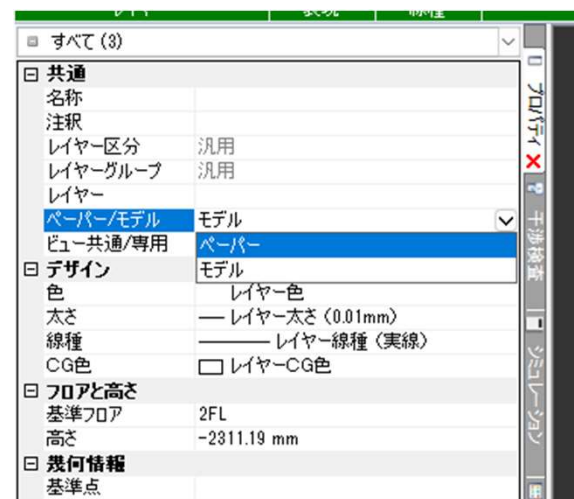 すべて (3)
共通
名称
注釈
レイヤー区分 汎用
レイヤーグループ 汎用
レイヤー
ペーパー/モデル モデル
ビュー共通/専用 ペーパー
デザイン モデル
色 レイヤー色
太さ レイヤー太さ (0.01mm)
線種 レイヤー線種 (実線)
CG色 レイヤーCG色
フロアと高さ
基準フロア 2FL
高さ -2311.19 mm
幾何情報
基準点
プロパティ
干渉検査
シミュレーション